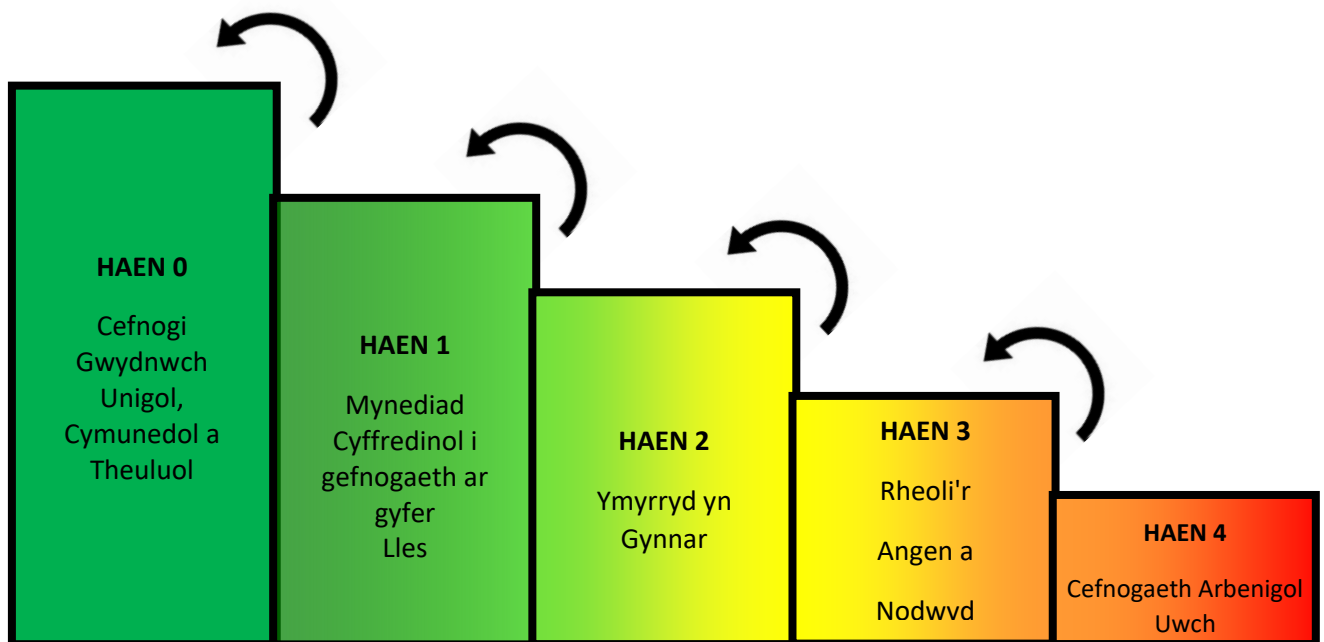 HAEN 0
Cefnogi
Gwydnwch
Unigol,
Cymunedol a
Theuluol
HAEN 1
Mynediad
Cyffredinol i
gefnogaeth ar
gyfer
Lles
HAEN 2
Ymyrryd yn
Gynnar
HAEN 3
Rheoli'r
Angen a
Nodwyd
HAEN 4
Cefnogaeth Arbenigol
Uwch